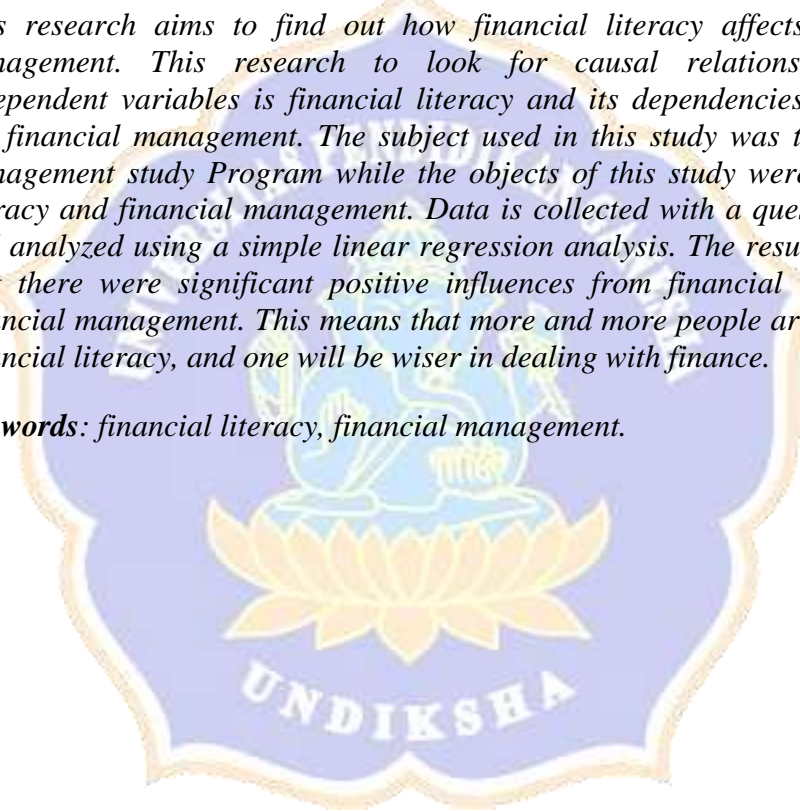 s research aims to find out how financial literacy affects
nagement. This research to look for causal relations
ependent variables is financial literacy and its dependencies
financial management. The subject used in this study was t
nagement study Program while the objects of this study were
racy and financial management. Data is collected with a que
analyzed using a simple linear regression analysis. The resu
there were significant positive influences from financial
ncial management. This means that more and more people ar
ncial literacy, and one will be wiser in dealing with finance.
words: financial literacy, financial management.
UNIVERSITAS PENDIDIKAN GANESHA
UNDIKSHA